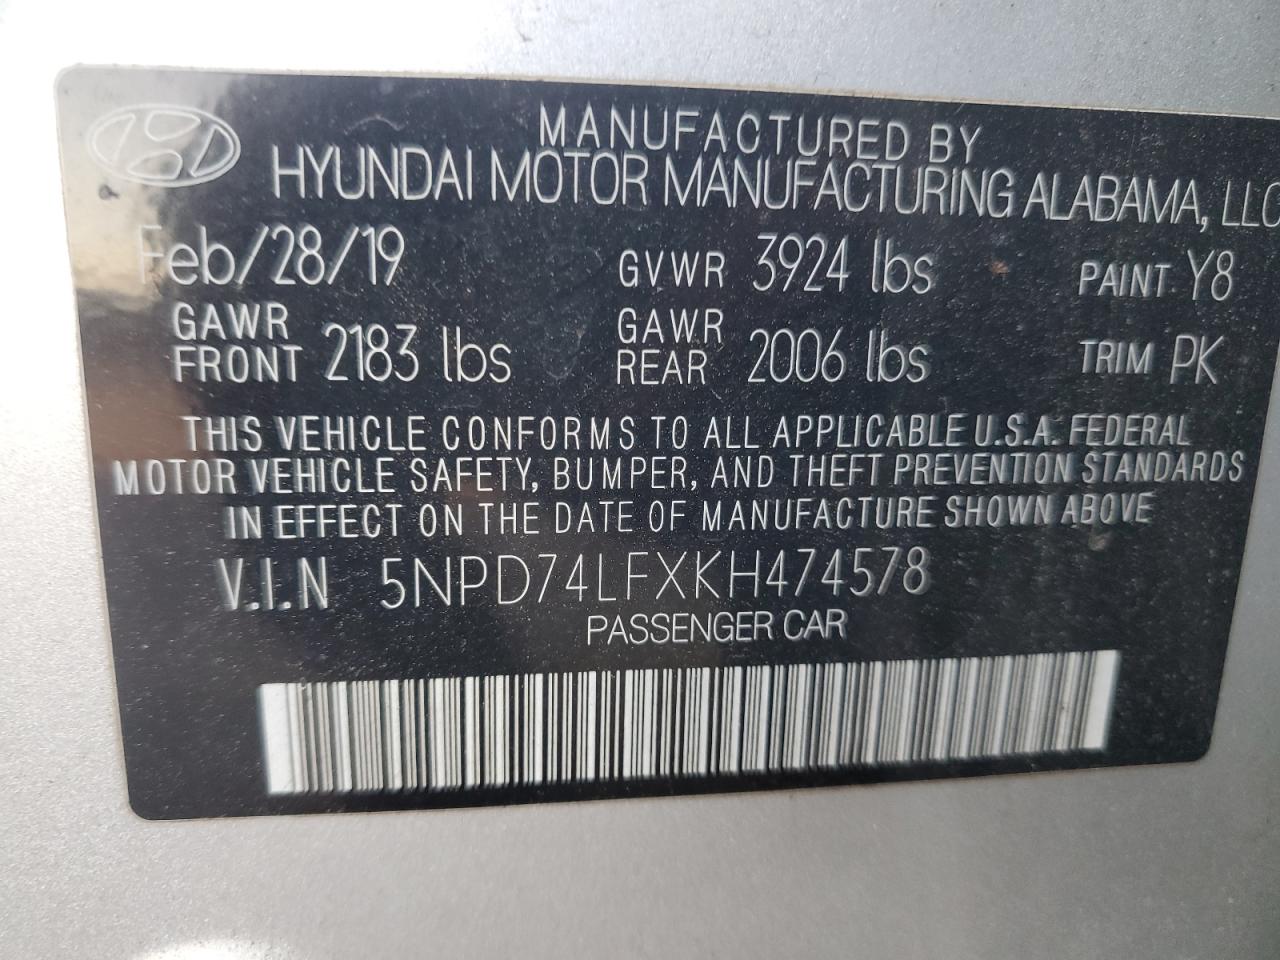 MANUFACTURED BY
HYUNDAI MOTOR MANUFACTURING ALABAMA, LLC
Feb/28/19 GVWR 3924 lbs PAINT Y8
GAWR FRONT 2183 lbs GAWR REAR 2006 lbs TRIM PK
THIS VEHICLE CONFORMS TO ALL APPLICABLE U.S.A. FEDERAL
MOTOR VEHICLE SAFETY, BUMPER, AND THEFT PREVENTION STANDARDS
IN EFFECT ON THE DATE OF MANUFACTURE SHOWN ABOVE
V.I.N 5NPD74LFXKH474578
PASSENGER CAR